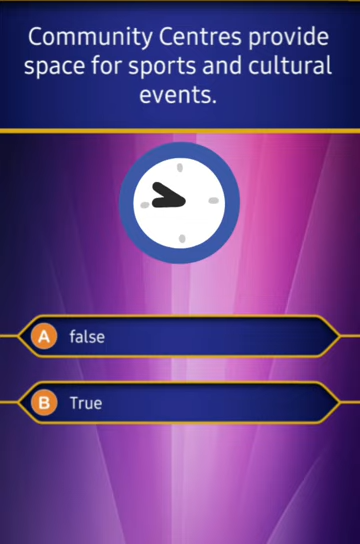 Community Centres provide
space for sports and cultural
events.
A false
B True